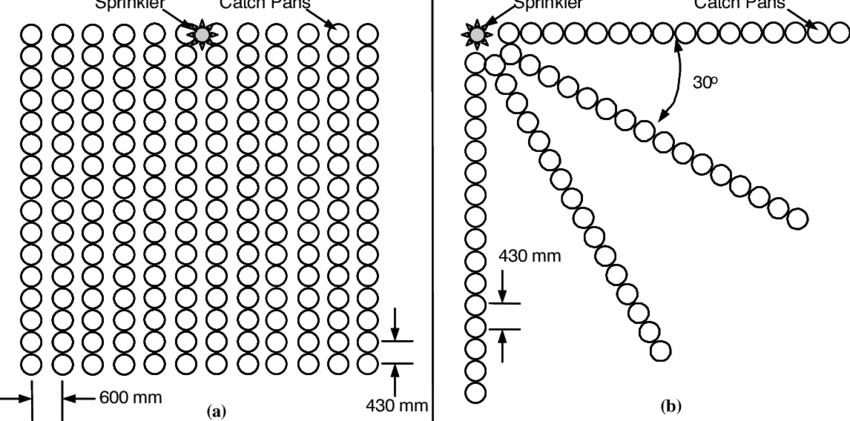 Sprinkler
Catch Pans
600 mm
430 mm
(a)
Sprinkler
Catch Pans
30º
430 mm
(b)